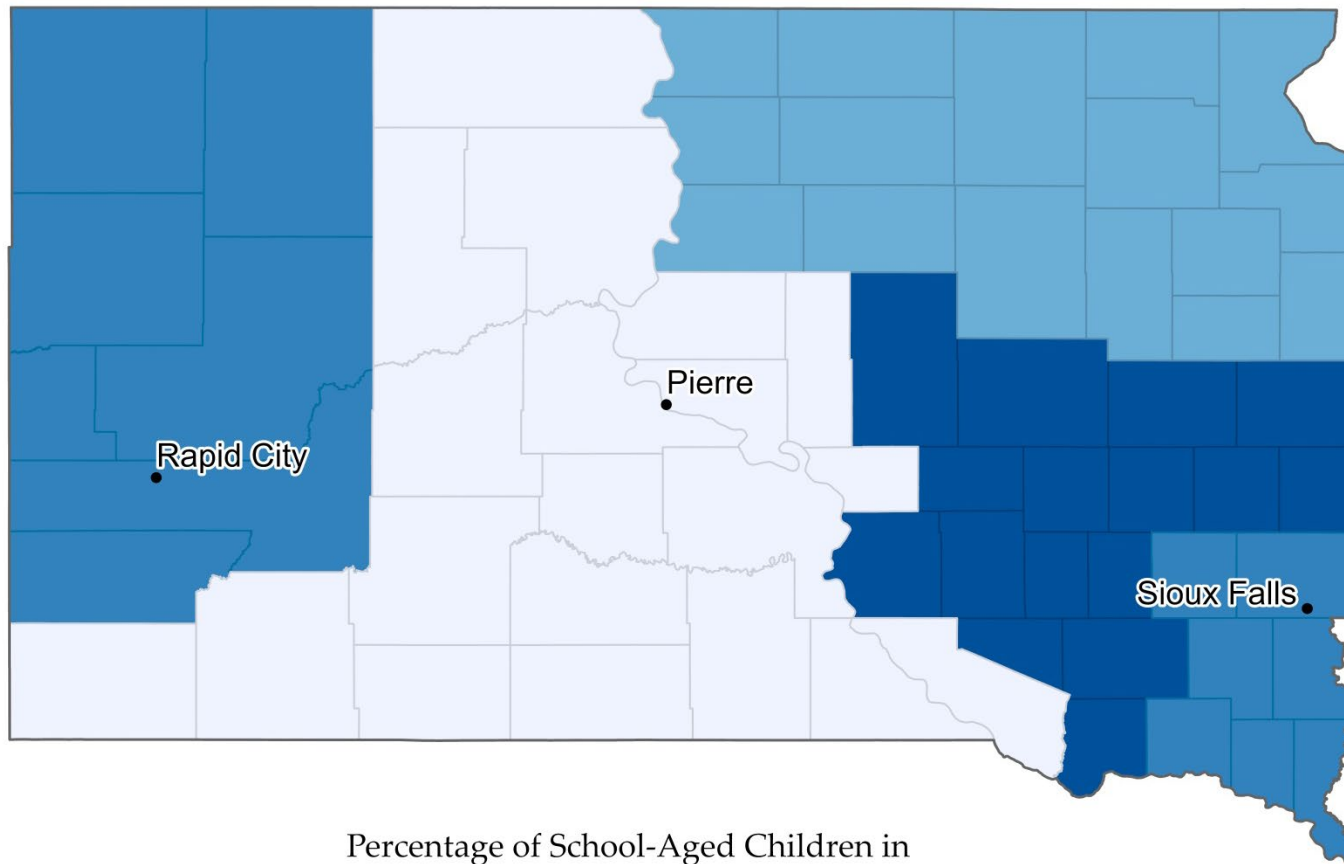 Pierre
Rapid City
Sioux Falls
Percentage of School-Aged Children in